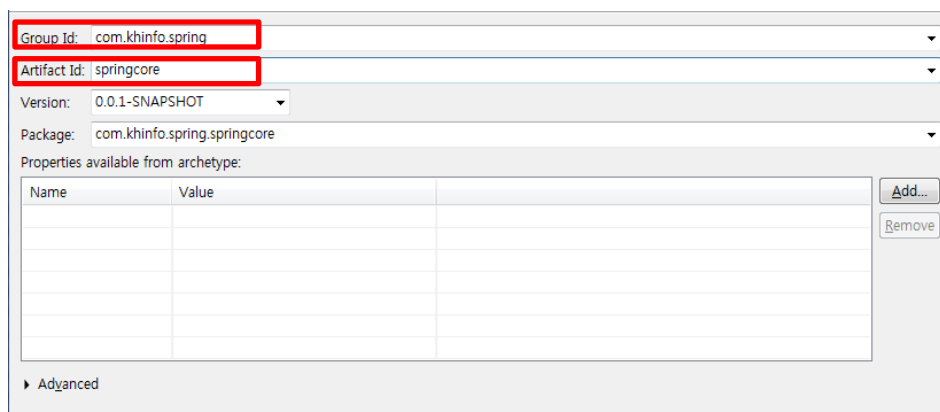 Group Id: com.khinfo.spring
Artifact Id: springcore
Version: 0.0.1-SNAPSHOT
Package: com.khinfo.spring.springcore
Properties available from archetype:
Name Value Add...
Remove
Advanced